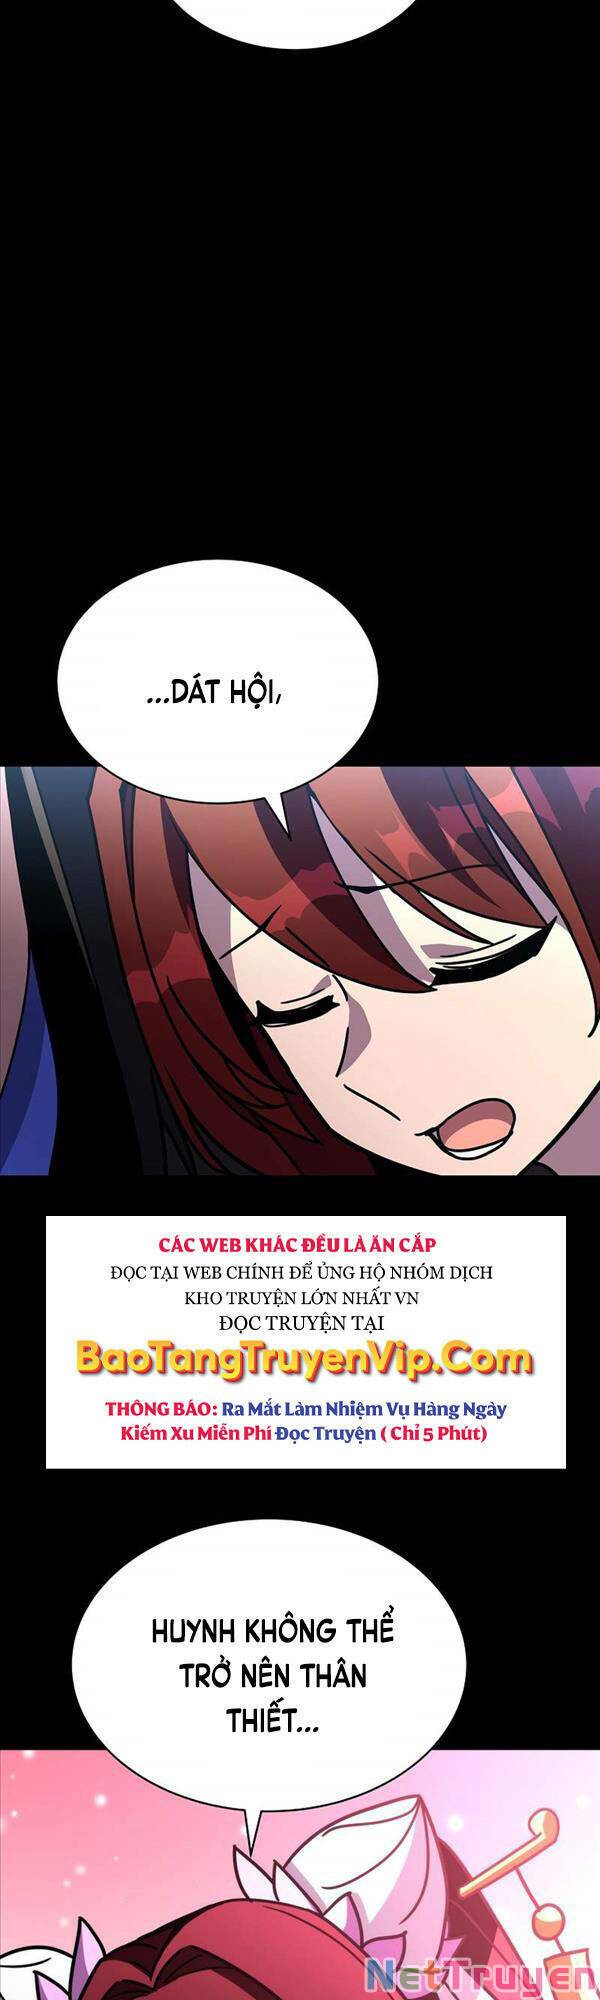 ...DÁT HỘI,
CÁC WEB KHÁC ĐỀU LÀ ĂN CẮP
ĐỌC TẠI WEB CHÍNH ĐỂ ỦNG HỘ NHÓM DỊCH
KHO TRUYỆN LỚN NHẤT VN
ĐỌC TRUYỆN TẠI
BaoTangTruyenVip.Com
THÔNG BÁO: Ra Mắt Làm Nhiệm Vụ Hàng Ngày
Kiếm Xu Miễn Phí Đọc Truyện ( Chỉ 5 Phút)
HUYNH KHÔNG THỂ
TRỞ NÊN THÂN
THIẾT...
NetTruyen